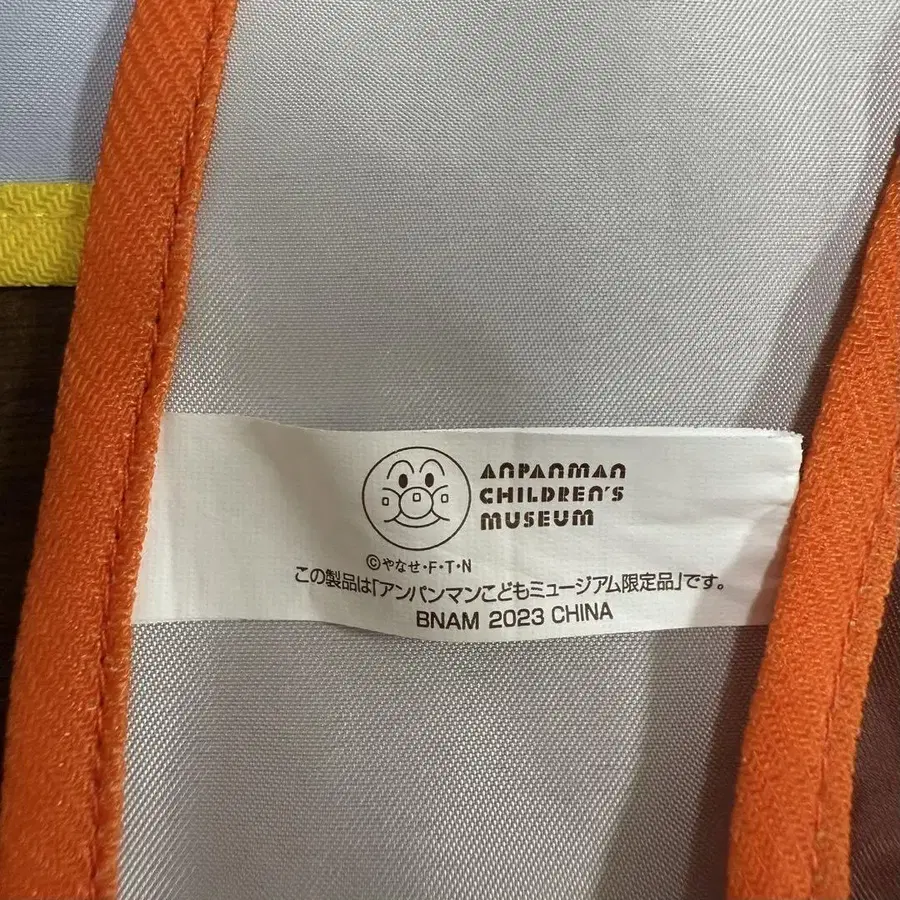 ANPANMAN
CHILDREN'S
MUSEUM
©やなせ・F・T・N
この製品は「アンパンマンこどもミュージアム限定品」です。
BNAM 2023 CHINA